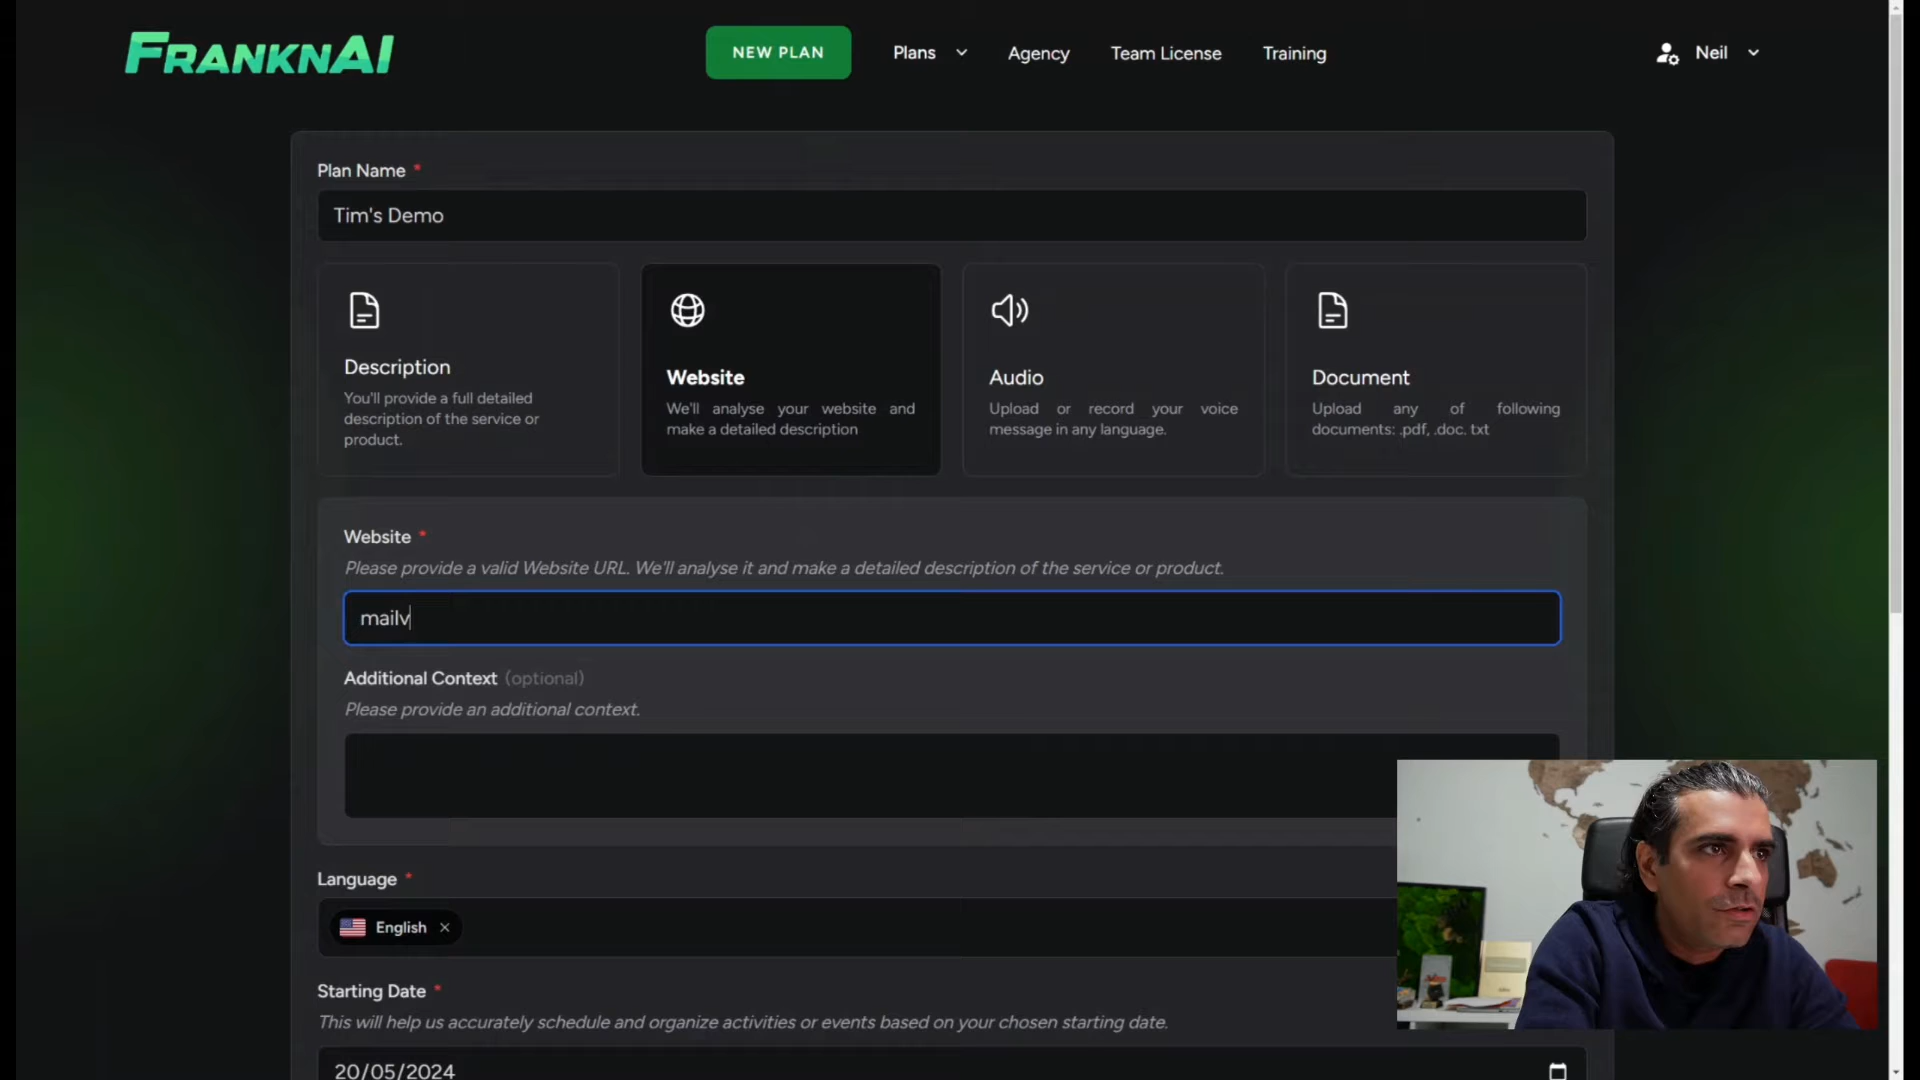 FRANKNAI
NEW PLAN
Plans
Agency
Team License
Training
Neil
Plan Name *
Tim's Demo
Description
You'll provide a full detailed
description of the service or
product.
Website
We'll analyse your website and
make a detailed description
Audio
Upload or record your voice
message in any language.
Document
Upload any of following
documents: .pdf, .doc. txt
Website *
Please provide a valid Website URL. We'll analyse it and make a detailed description of the service or product.
mailv
Additional Context (optional)
Please provide an additional context.
Language *
English ×
Starting Date *
This will help us accurately schedule and organize activities or events based on your chosen starting date.
20/05/2024